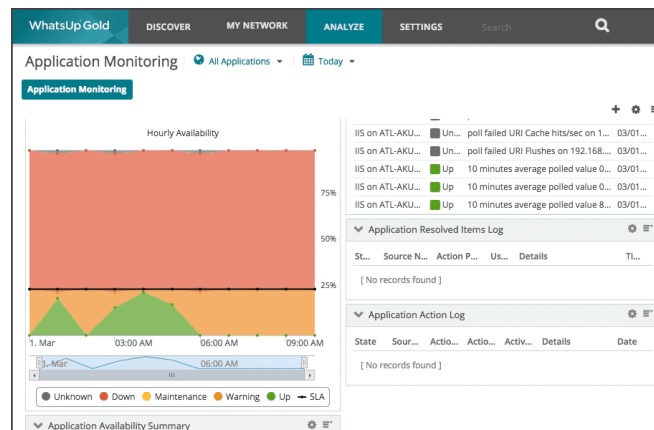 WhatsUp Gold DISCOVER MY NETWORK ANALYZE SETTINGS Search
Application Monitoring All Applications Today
Application Monitoring
Hourly Availability
75%
50%
25%
1. Mar 03:00 AM 06:00 AM 09:00 AM
1. Mar 06:00 AM
Unknown Down Maintenance Warning Up SLA
Application Availability Summary
IIS on ATL-AKU... Un... poll failed URI Cache hits/sec on 1... 03/01...
IIS on ATL-AKU... Un... poll failed URI Flushes on 192.168.... 03/01...
IIS on ATL-AKU... Up 10 minutes average polled value 0... 03/01...
IIS on ATL-AKU... Up 10 minutes average polled value 0... 03/01...
IIS on ATL-AKU... Up 10 minutes average polled value 8... 03/01...
Application Resolved Items Log
St... Source N... Action P... Us... Details Ti...
[ No records found ]
Application Action Log
State Sour... Actio... Actio... Activ... Details Date
[ No records found ]